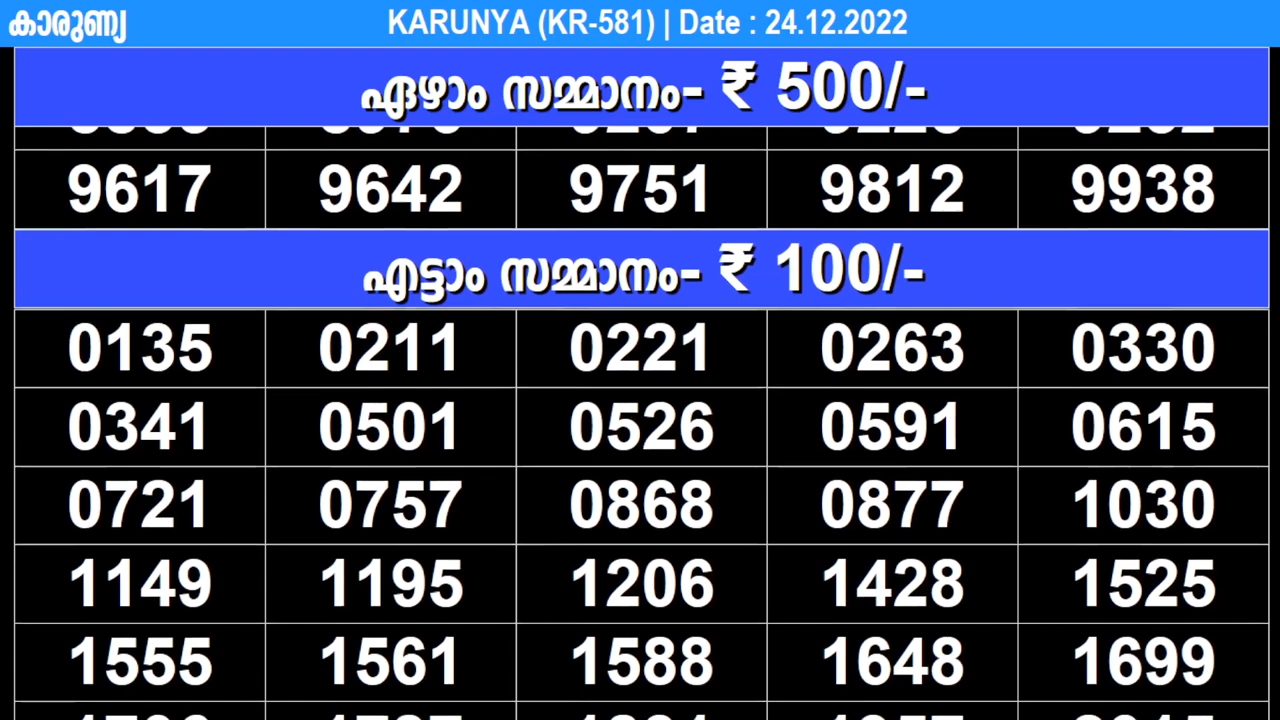 കാരുണ്യ KARUNYA (KR-581) | Date : 24.12.2022
ഏഴാം സമ്മാനം- ₹ 500/-
9617 9642 9751 9812 9938
എട്ടാം സമ്മാനം- ₹ 100/-
0135 0211 0221 0263 0330
0341 0501 0526 0591 0615
0721 0757 0868 0877 1030
1149 1195 1206 1428 1525
1555 1561 1588 1648 1699